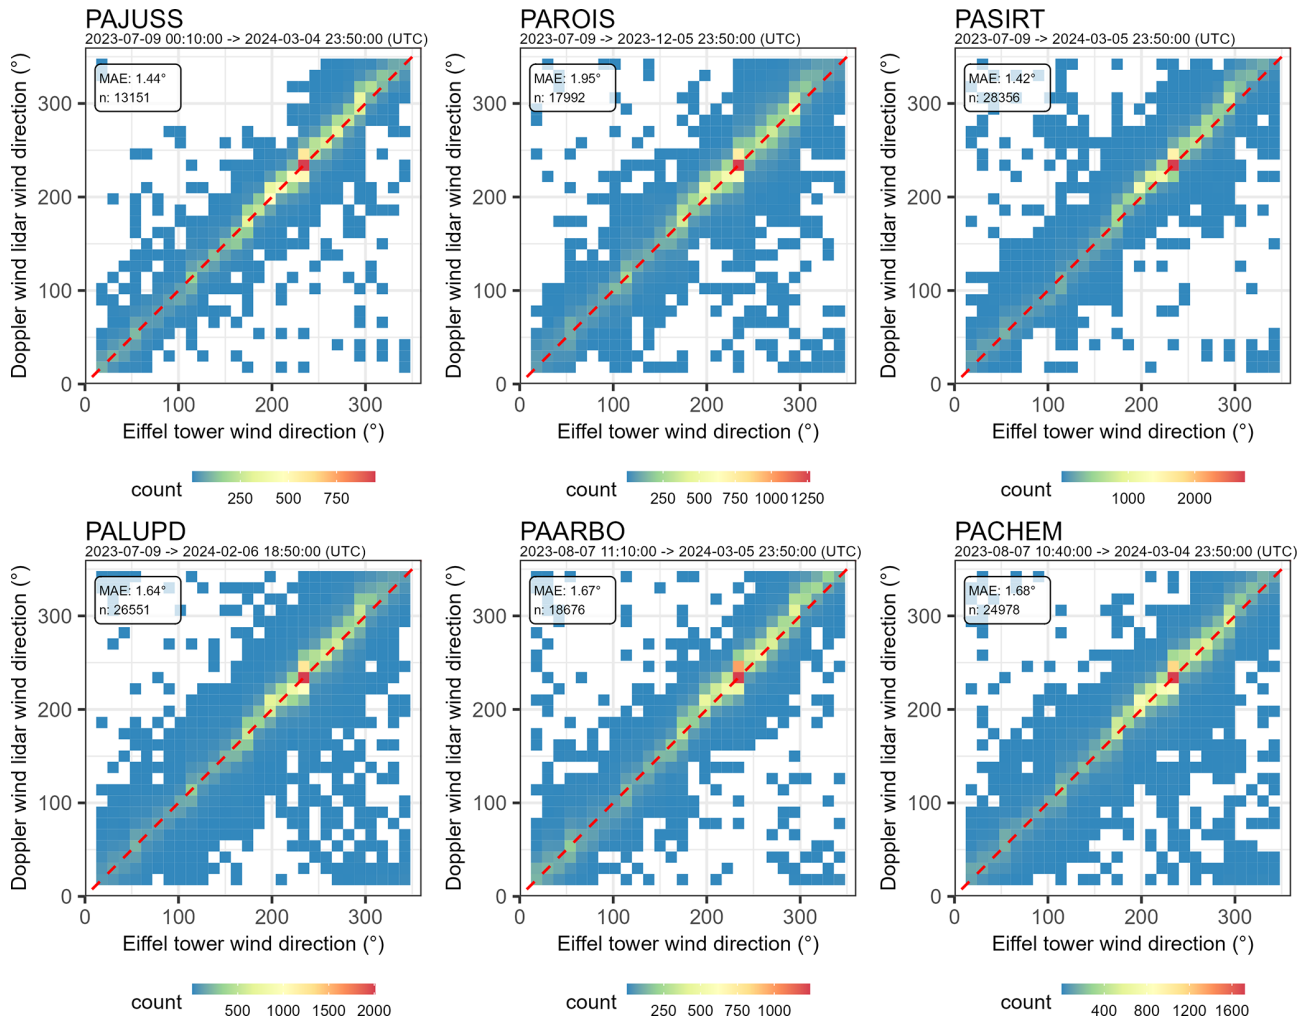 PAJUSS
2023-07-09 00:10:00 -> 2024-03-04 23:50:00 (UTC)
Doppler wind lidar wind direction (°)
MAE: 1.44°
n: 13151
300
200
100
0
0 100 200 300
Eiffel tower wind direction (°)
count
250 500 750
PAROIS
2023-07-09 -> 2023-12-05 23:50:00 (UTC)
Doppler wind lidar wind direction (°)
MAE: 1.95°
n: 17992
300
200
100
0
0 100 200 300
Eiffel tower wind direction (°)
count
250 500 750 1000 1250
PASIRT
2023-07-09 -> 2024-03-05 23:50:00 (UTC)
Doppler wind lidar wind direction (°)
MAE: 1.42°
n: 28356
300
200
100
0
0 100 200 300
Eiffel tower wind direction (°)
count
1000 2000
PALUPD
2023-07-09 -> 2024-02-06 18:50:00 (UTC)
Doppler wind lidar wind direction (°)
MAE: 1.64°
n: 26551
300
200
100
0
0 100 200 300
Eiffel tower wind direction (°)
count
500 1000 1500 2000
PAARBO
2023-08-07 11:10:00 -> 2024-03-05 23:50:00 (UTC)
Doppler wind lidar wind direction (°)
MAE: 1.67°
n: 18676
300
200
100
0
0 100 200 300
Eiffel tower wind direction (°)
count
250 500 750 1000
PACHEM
2023-08-07 10:40:00 -> 2024-03-04 23:50:00 (UTC)
Doppler wind lidar wind direction (°)
MAE: 1.68°
n: 24978
300
200
100
0
0 100 200 300
Eiffel tower wind direction (°)
count
400 800 1200 1600